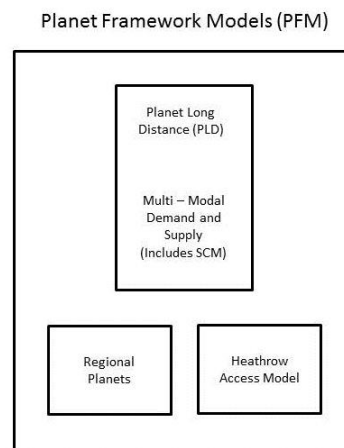 Planet Framework Models (PFM)
Planet Long
Distance (PLD)
Multi – Modal
Demand and
Supply
(Includes SCM)
Regional
Planets
Heathrow
Access Model